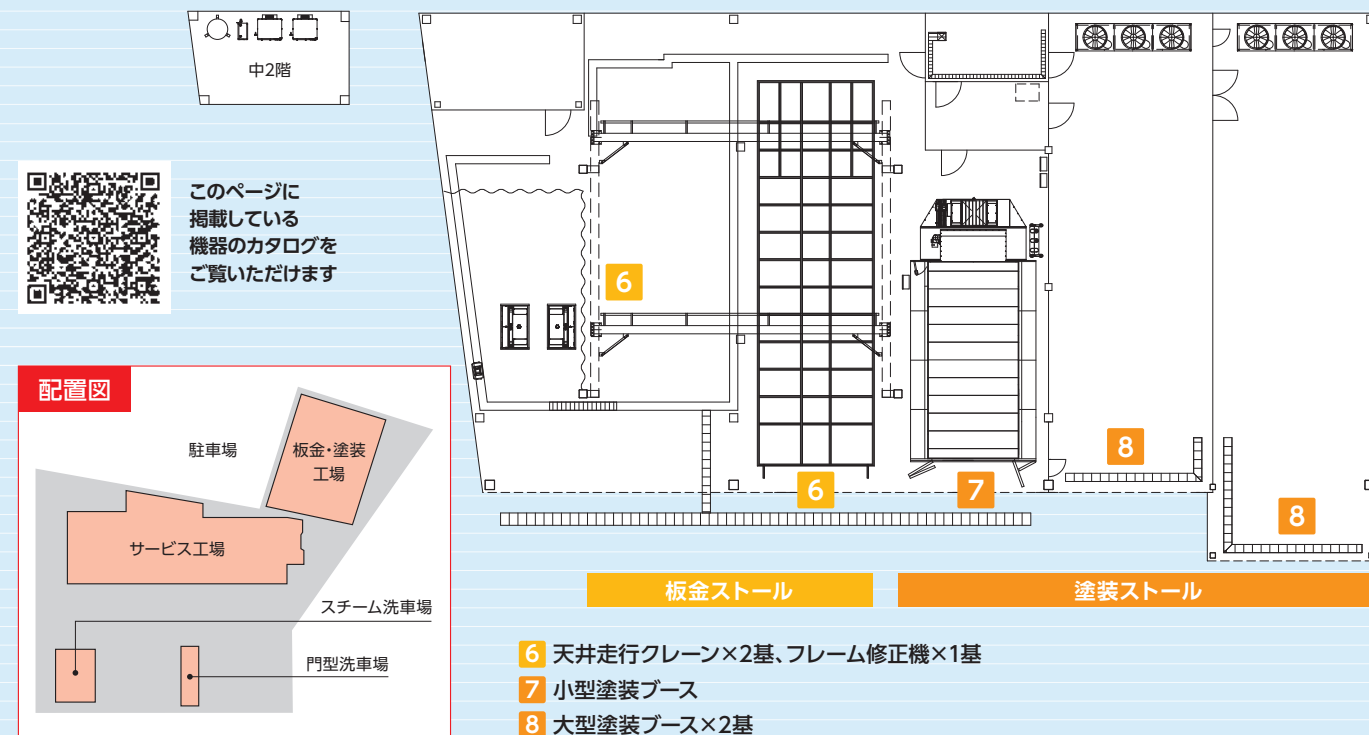 中2階
このページに
掲載している
機器のカタログを
ご覧いただけます
6
6
7
8
8
板金ストール
塗装ストール
配置図
駐車場
板金・塗装
工場
サービス工場
スチーム洗車場
門型洗車場
6 天井走行クレーン×2基、フレーム修正機×1基
7 小型塗装ブース
8 大型塗装ブース×2基